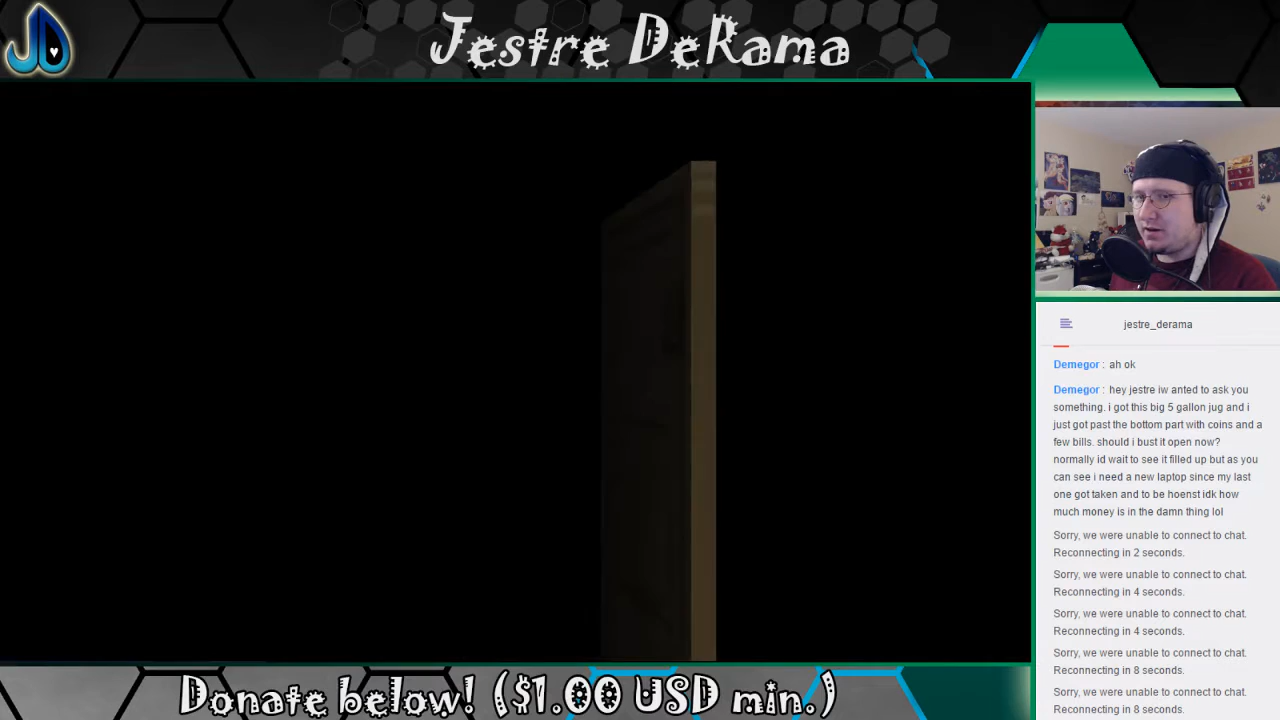 JD
Jestre DeRama
jestre_derama
Demegor : ah ok
Demegor : hey jestre iw anted to ask you
something. i got this big 5 gallon jug and i
just got past the bottom part with coins and a
few bills. should i bust it open now?
normally id wait to see it filled up but as you
can see i need a new laptop since my last
one got taken and to be hoenst idk how
much money is in the damn thing lol
Sorry, we were unable to connect to chat.
Reconnecting in 2 seconds.
Sorry, we were unable to connect to chat.
Reconnecting in 4 seconds.
Sorry, we were unable to connect to chat.
Reconnecting in 4 seconds.
Sorry, we were unable to connect to chat.
Reconnecting in 8 seconds.
Sorry, we were unable to connect to chat.
Reconnecting in 8 seconds.
Donate below! ($1.00 USD min.)